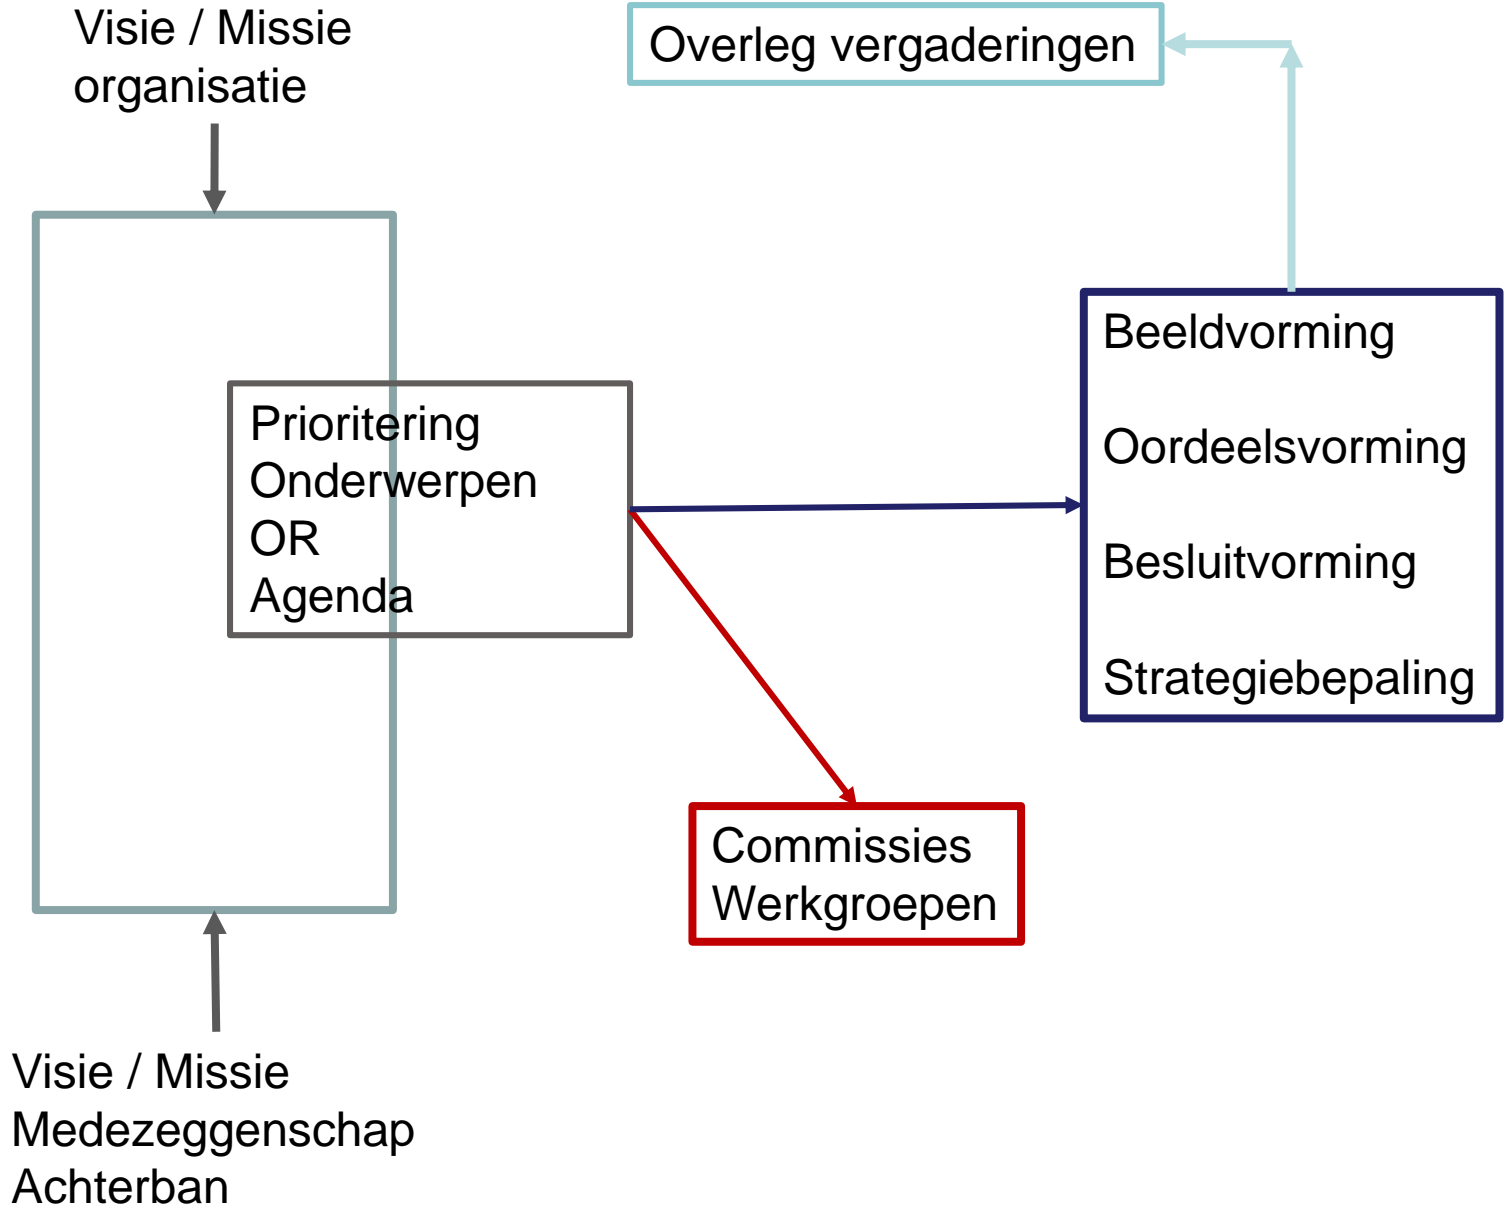 Visie / Missie
organisatie
Overleg vergaderingen
Prioritering
Onderwerpen
OR
Agenda
Beeldvorming
Oordeelsvorming
Besluitvorming
Strategiebepaling
Commissies
Werkgroepen
Visie / Missie
Medezeggenschap
Achterban